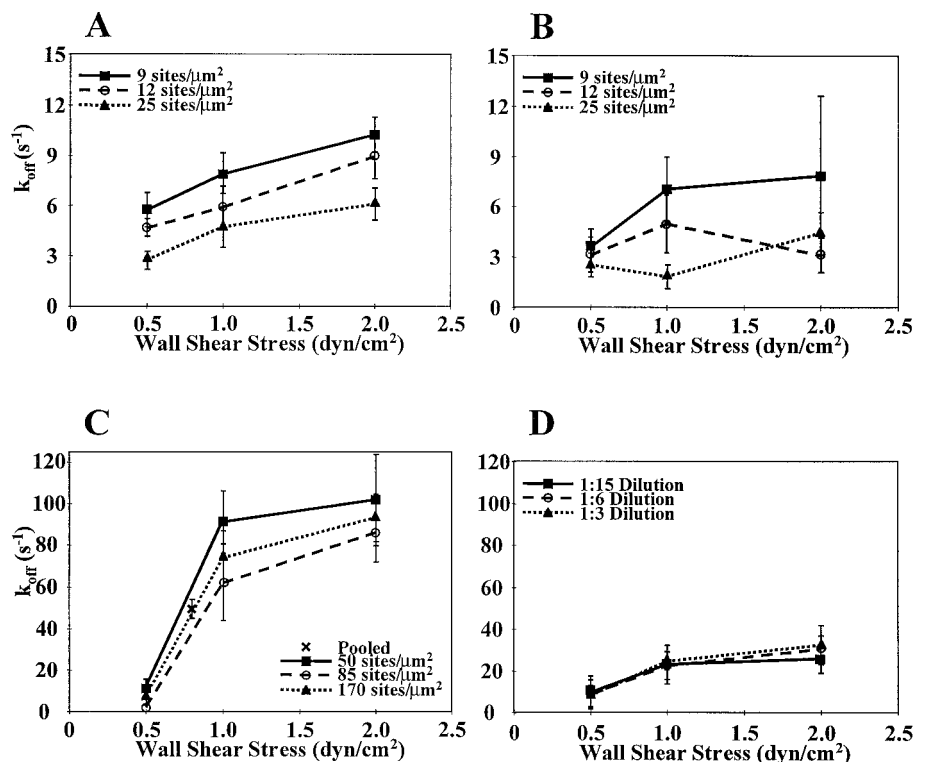 A
15
12
9
6
3
0
k_off (s⁻¹)
9 sites/μm²
12 sites/μm²
25 sites/μm²
0 0.5 1.0 1.5 2.0 2.5
Wall Shear Stress (dyn/cm²)
B
15
12
9
6
3
0
9 sites/μm²
12 sites/μm²
25 sites/μm²
0 0.5 1.0 1.5 2.0 2.5
Wall Shear Stress (dyn/cm²)
C
120
100
80
60
40
20
0
k_off (s⁻¹)
Pooled
50 sites/μm²
85 sites/μm²
170 sites/μm²
0 0.5 1.0 1.5 2.0 2.5
Wall Shear Stress (dyn/cm²)
D
120
100
80
60
40
20
0
1:15 Dilution
1:6 Dilution
1:3 Dilution
0 0.5 1.0 1.5 2.0 2.5
Wall Shear Stress (dyn/cm²)